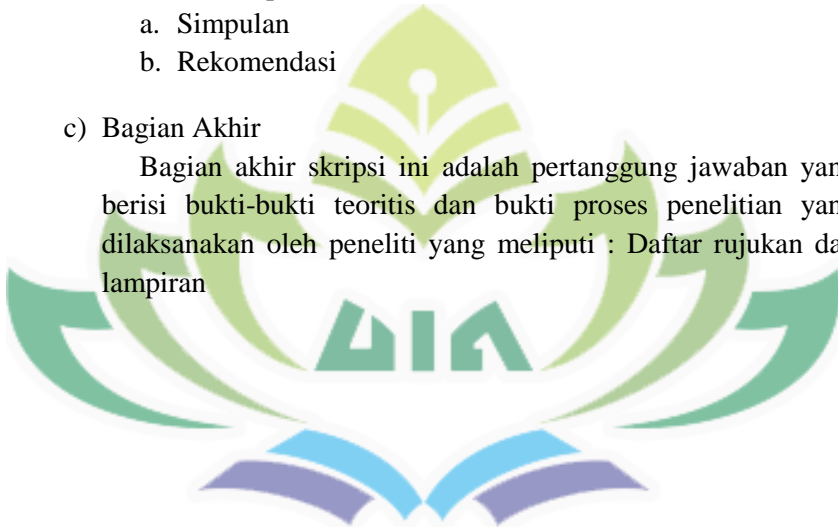 a. Simpulan
b. Rekomendasi
c) Bagian Akhir
Bagian akhir skripsi ini adalah pertanggung jawaban yan
berisi bukti-bukti teoritis dan bukti proses penelitian yan
dilaksanakan oleh peneliti yang meliputi : Daftar rujukan da
lampiran
UIN